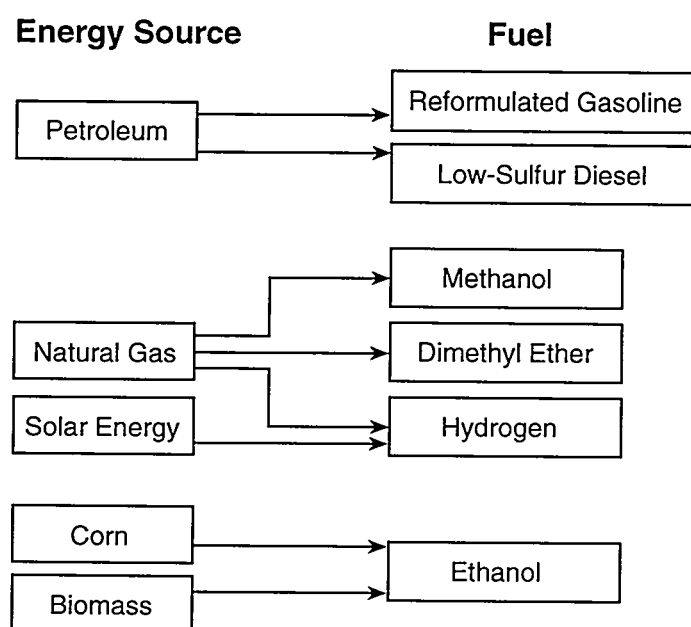 Energy Source
Fuel
Petroleum
Reformulated Gasoline
Low-Sulfur Diesel
Natural Gas
Methanol
Dimethyl Ether
Solar Energy
Hydrogen
Corn
Biomass
Ethanol